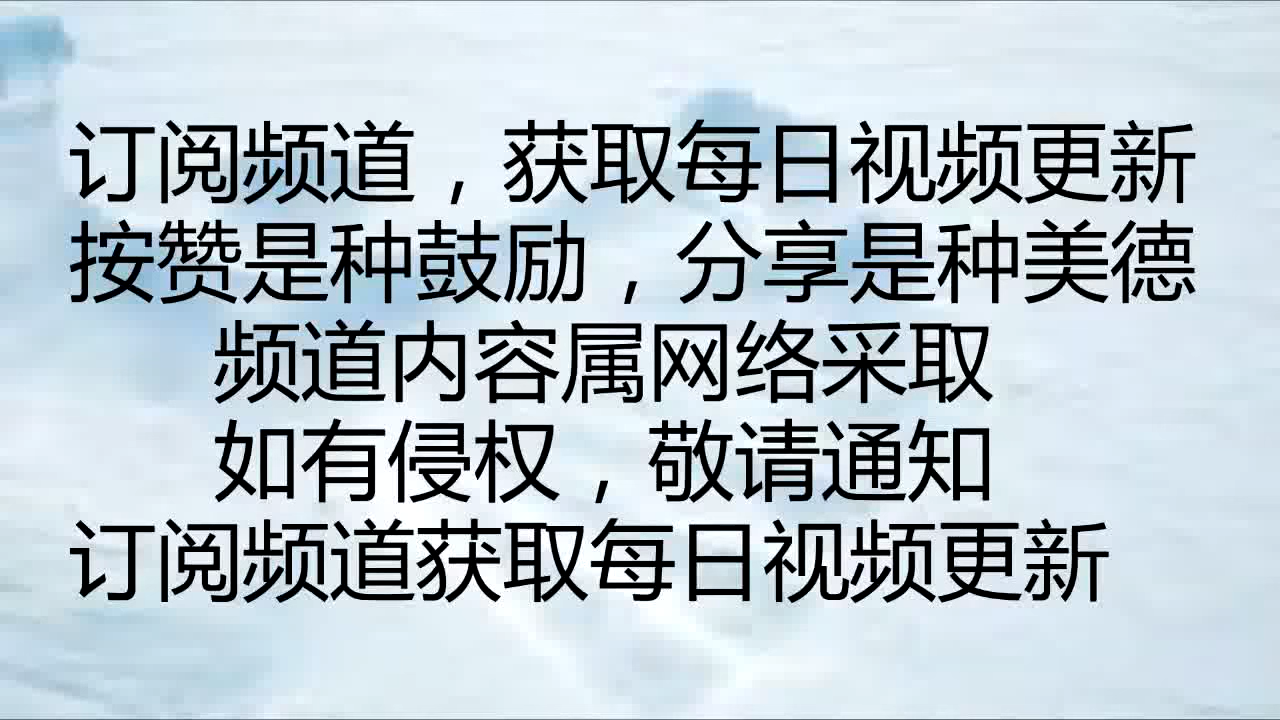 订阅频道，获取每日视频更新
按赞是种鼓励，分享是种美德
频道内容属网络采取
如有侵权，敬请通知
订阅频道获取每日视频更新